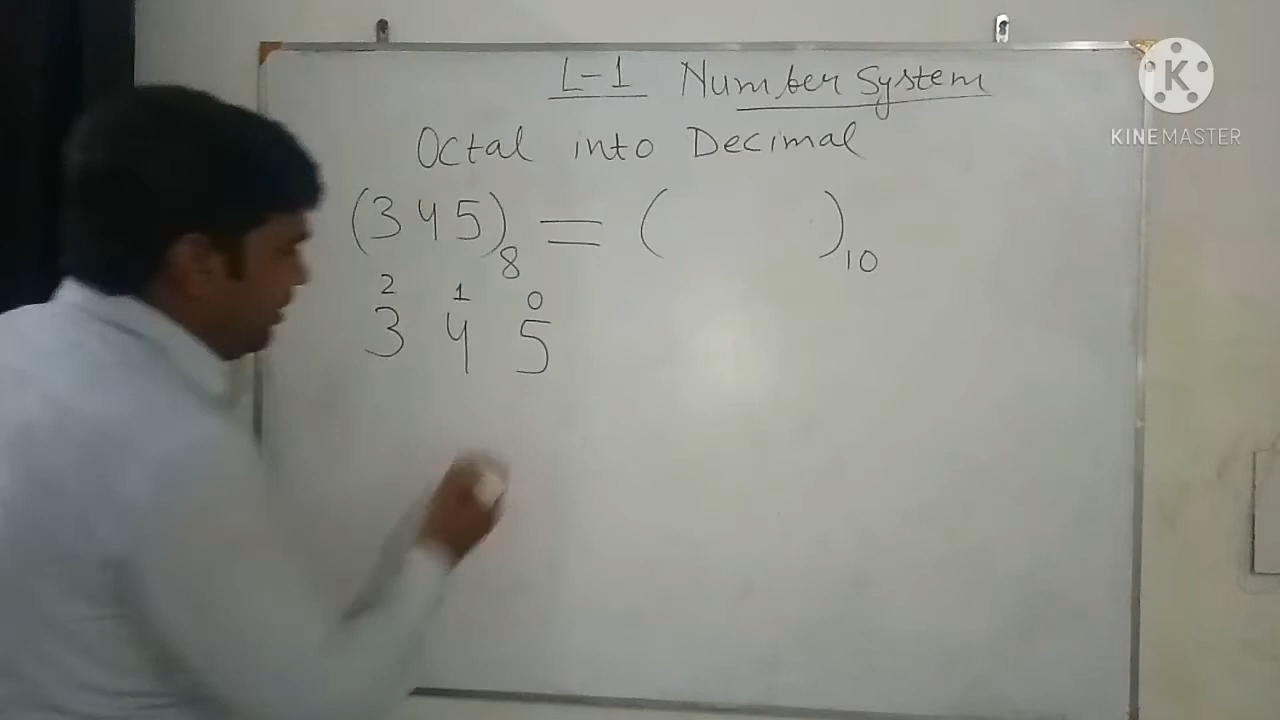 L-1 Number System
Octal into Decimal
(345)₈ = (    )₁₀
2 1 0
3 4 5
K
KINEMASTER